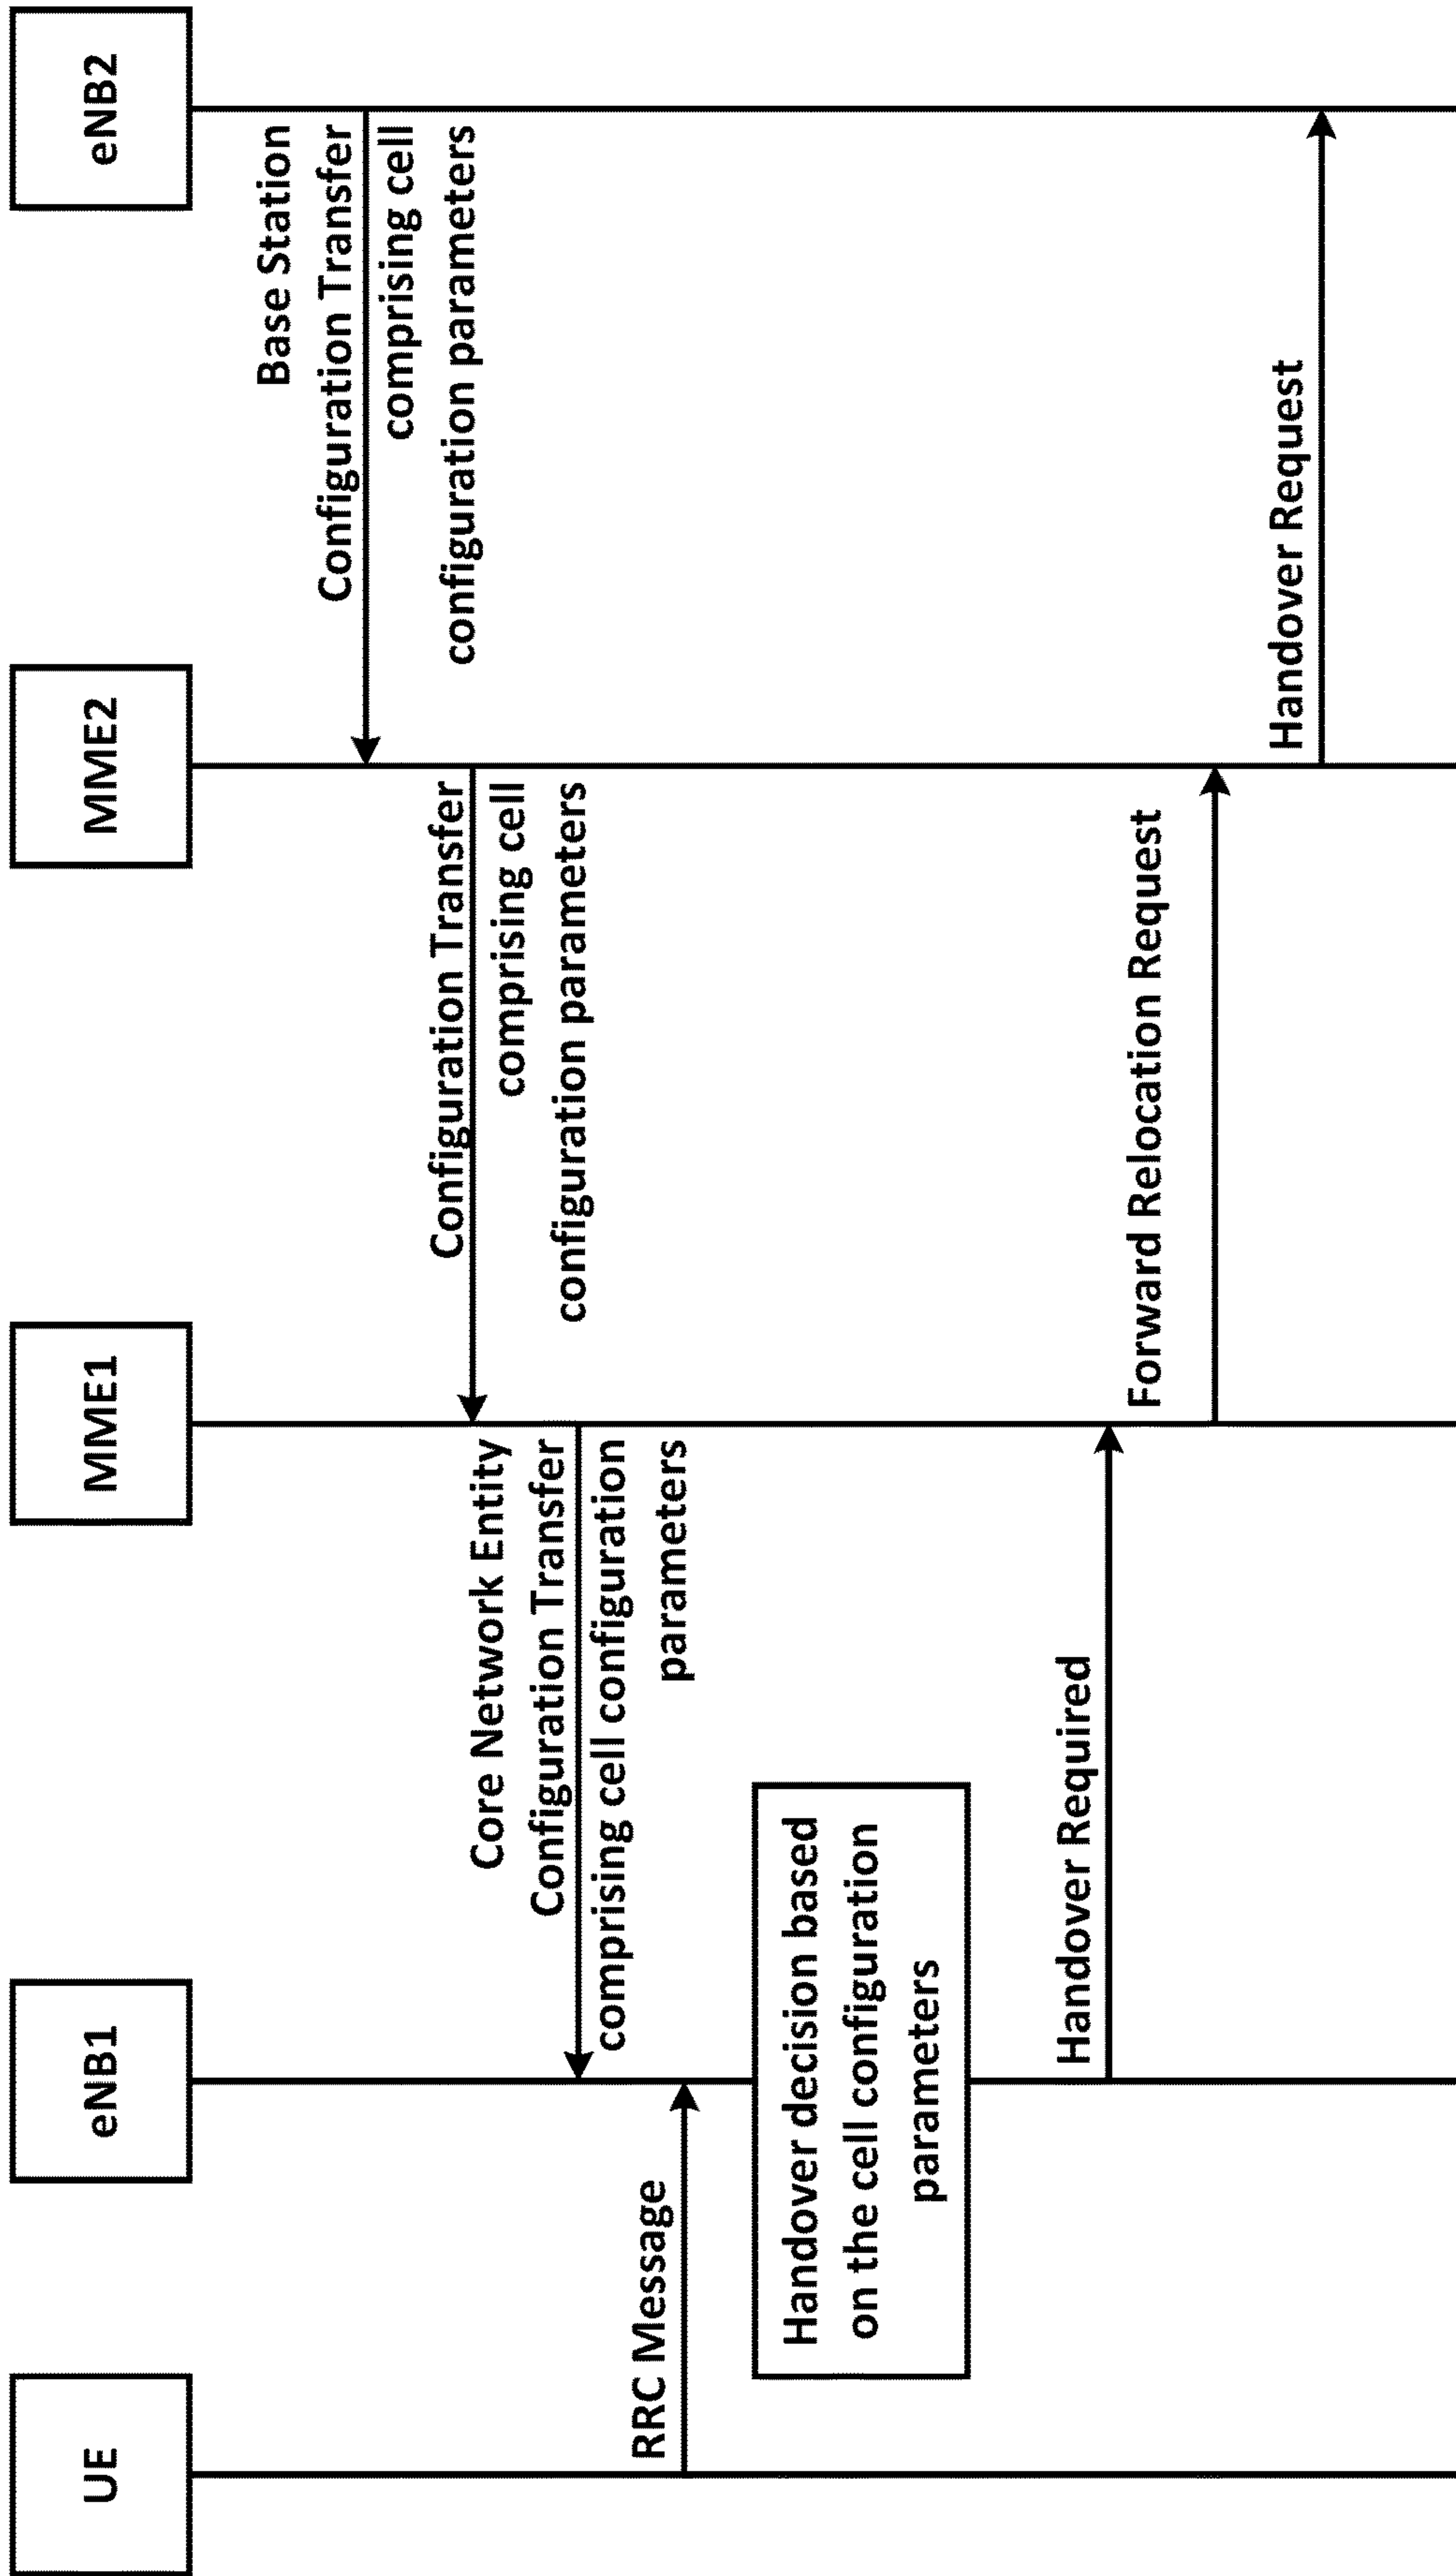 UE
eNB1
MME1
MME2
eNB2
Base Station
Configuration Transfer
comprising cell
configuration parameters
Configuration Transfer
comprising cell
configuration parameters
Core Network Entity
Configuration Transfer
comprising cell configuration
parameters
RRC Message
Handover decision based
on the cell configuration
parameters
Handover Required
Forward Relocation Request
Handover Request